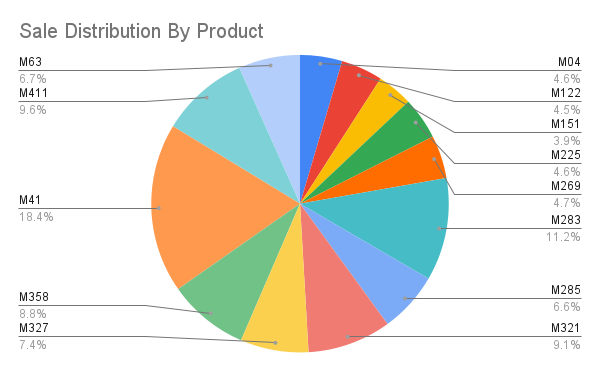 Sale Distribution By Product
M63
6.7%
M411
9.6%
M41
18.4%
M358
8.8%
M327
7.4%
M04
4.6%
M122
4.5%
M151
3.9%
M225
4.6%
M269
4.7%
M283
11.2%
M285
6.6%
M321
9.1%